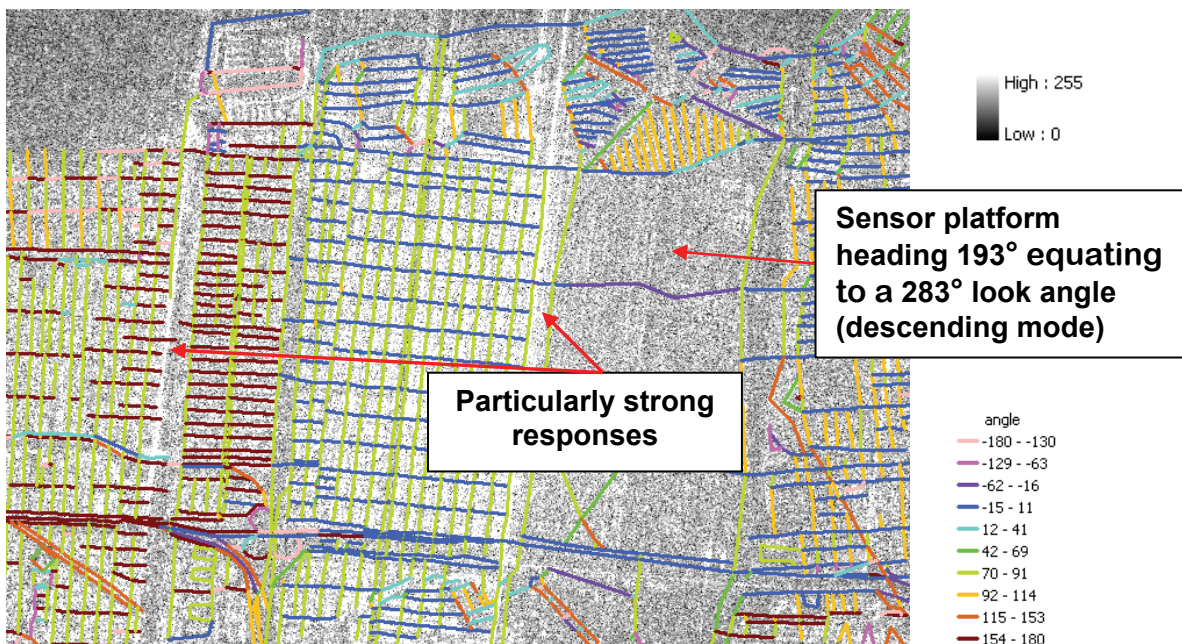 High : 255
Low : 0
Sensor platform
heading 193° equating
to a 283° look angle
(descending mode)
Particularly strong
responses
angle
-180 - -130
-129 - -63
-62 - -16
-15 - 11
12 - 41
42 - 69
70 - 91
92 - 114
115 - 153
154 - 180